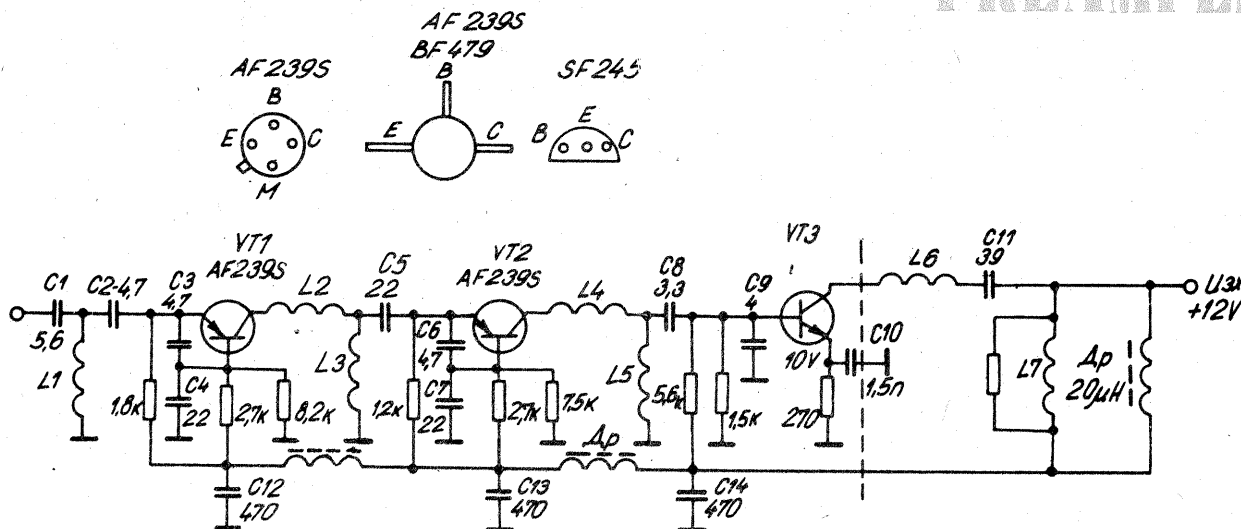 AF239S
BF479
AF239S
SF245
B
E
C
M
B
E
C
B
E
C
VT1
AF239S
VT2
AF239S
VT3
C1
5,6
C2-4,7
C3
4,7
L1
1,8к
C4
22
2,7к
8,2к
L2
L3
C5
22
1,2к
C6
4,7
C7
22
2,7к
7,5к
L4
L5
C8
3,3
5,6к
1,5к
C9
4
10V
270
C10
1,5п
L6
C11
39
L7
Др
20μH
Изх
+12V
Др
C12
470
C13
470
C14
470